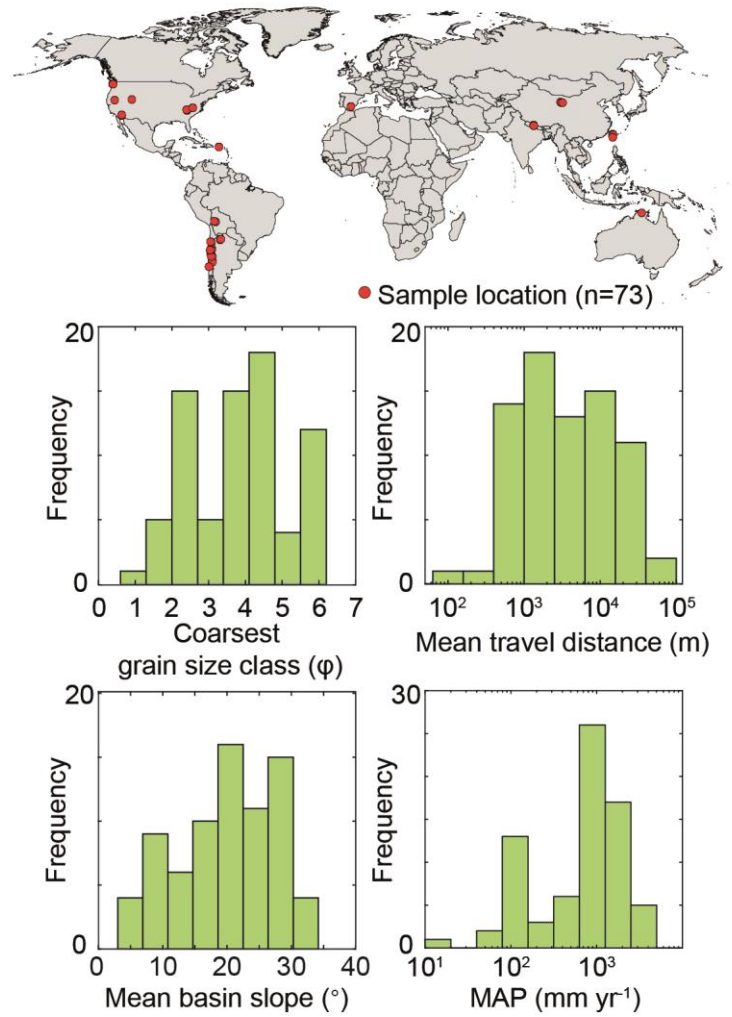 Sample location (n=73)
20
Frequency
0
0 1 2 3 4 5 6 7
Coarsest
grain size class (φ)
20
Frequency
0
10² 10³ 10⁴ 10⁵
Mean travel distance (m)
20
Frequency
0
0 10 20 30 40
Mean basin slope (°)
30
Frequency
0
10¹ 10² 10³
MAP (mm yr⁻¹)